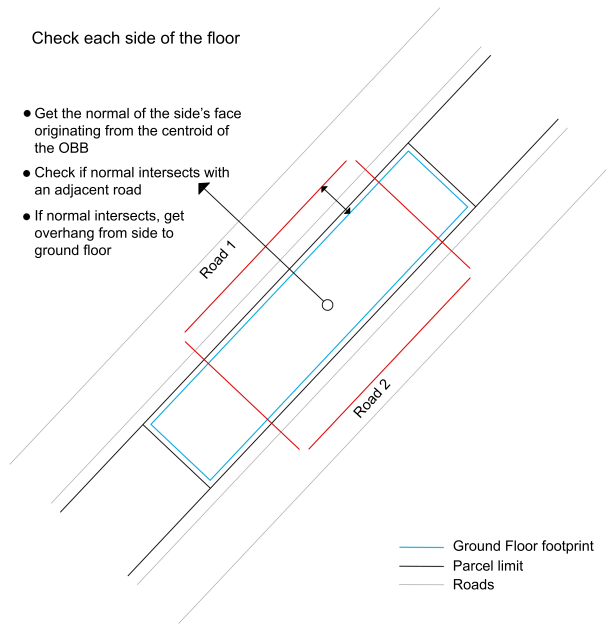 Check each side of the floor
● Get the normal of the side's face
originating from the centroid of
the OBB
● Check if normal intersects with
an adjacent road
● If normal intersects, get
overhang from side to
ground floor
Road 1
Road 2
Ground Floor footprint
Parcel limit
Roads